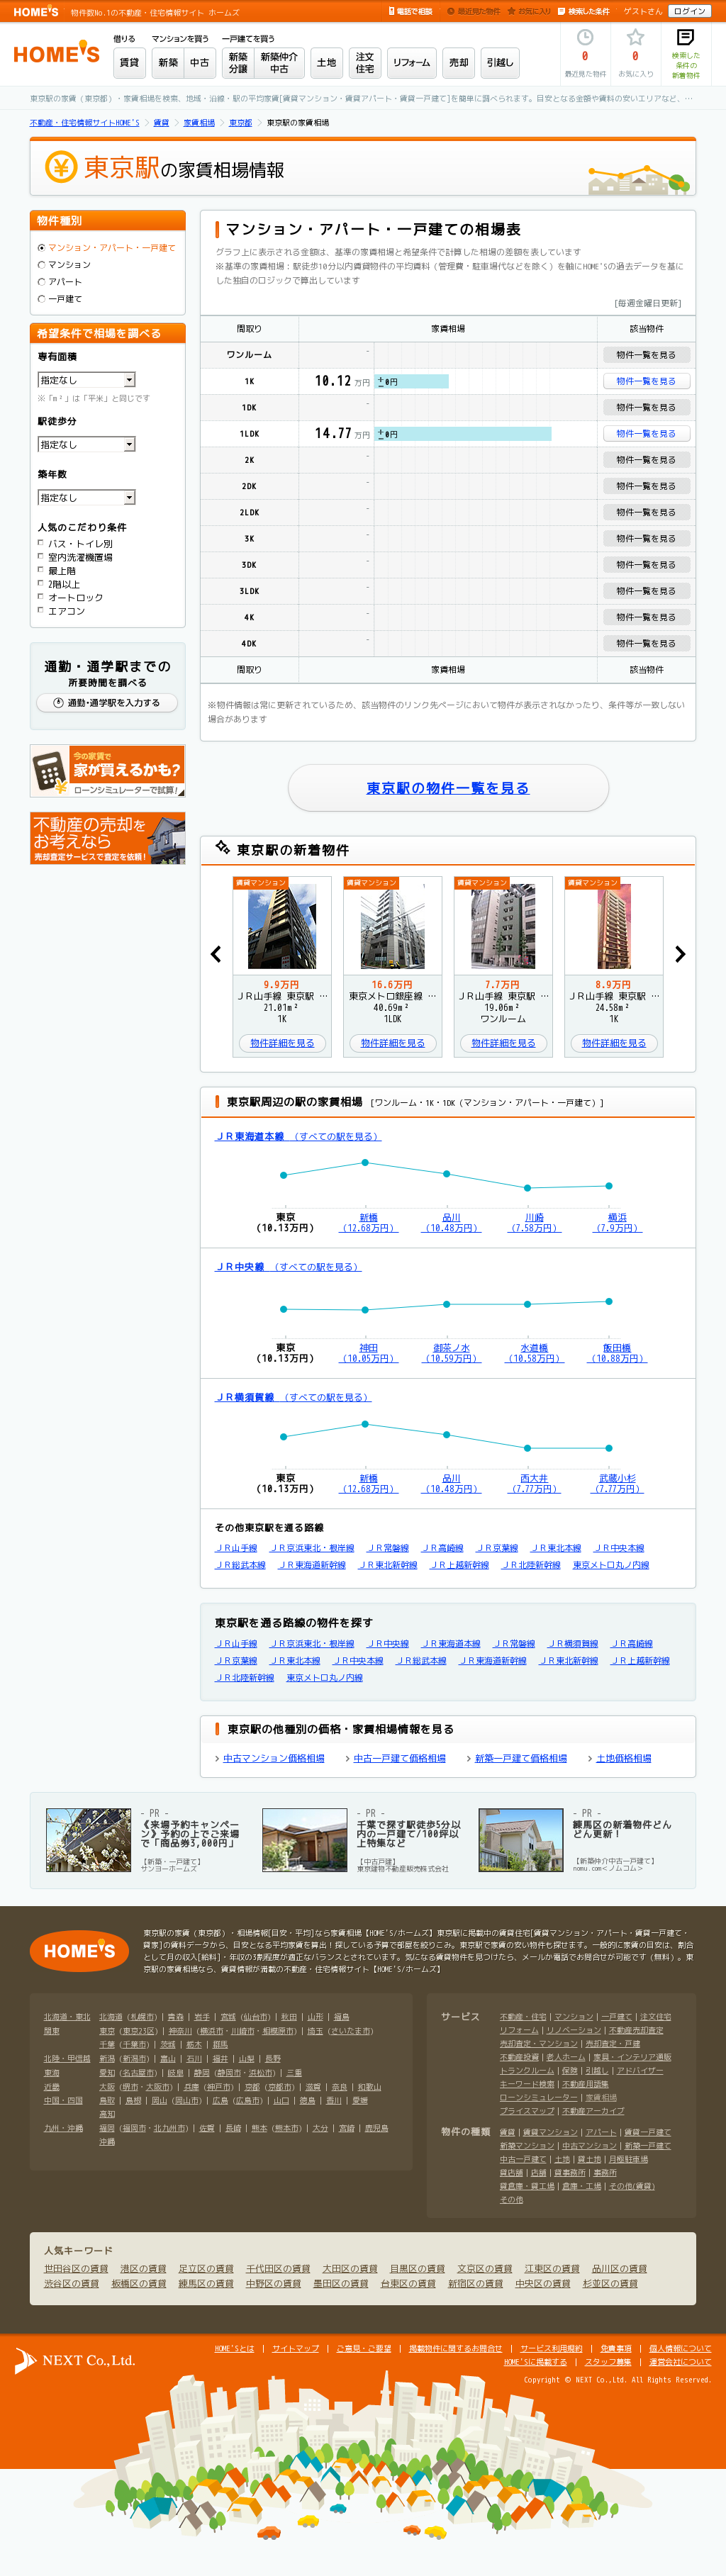 HOME'S 物件数No.1の不動産・住宅情報サイト ホームズ
電話で相談 最近見た物件 お気に入り 検索した条件 ゲストさん ログイン
HOME'S
借りる マンションを買う 一戸建てを買う
賃貸 新築 中古 新築分譲 新築仲介中古 土地 注文住宅 リフォーム 売却 引越し
0 最近見た物件
0 お気に入り
検索した条件の新着物件
東京駅の家賃（東京都）・家賃相場を検索、地域・沿線・駅の平均家賃[賃貸マンション・賃貸アパート・賃貸一戸建て]を簡単に調べられます。目安となる金額や賃料の安いエリアなど、…
不動産・住宅情報サイトHOME'S > 賃貸 > 家賃相場 > 東京都 > 東京駅の家賃相場
東京駅の家賃相場情報
物件種別
マンション・アパート・一戸建て
マンション
アパート
一戸建て
希望条件で相場を調べる
専有面積
指定なし
※「m²」は「平米」と同じです
駅徒歩分
指定なし
築年数
指定なし
人気のこだわり条件
バス・トイレ別
室内洗濯機置場
最上階
2階以上
オートロック
エアコン
通勤・通学駅までの
所要時間を調べる
通勤・通学駅を入力する
今の家賃で
家が買えるかも?
ローンシミュレーターで試算!
不動産の売却を
お考えなら
売却査定サービスで査定を依頼!
マンション・アパート・一戸建ての相場表
グラフ上に表示される金額は、基準の家賃相場と希望条件で計算した相場の差額を表しています
※基準の家賃相場：駅徒歩10分以内賃貸物件の平均賃料（管理費・駐車場代などを除く）を軸にHOME'Sの過去データを基に
した独自のロジックで算出しています
[毎週金曜日更新]
間取り 家賃相場 該当物件
ワンルーム - 物件一覧を見る
1K 10.12万円 ±0円 物件一覧を見る
1DK - 物件一覧を見る
1LDK 14.77万円 ±0円 物件一覧を見る
2K - 物件一覧を見る
2DK - 物件一覧を見る
2LDK - 物件一覧を見る
3K - 物件一覧を見る
3DK - 物件一覧を見る
3LDK - 物件一覧を見る
4K - 物件一覧を見る
4DK - 物件一覧を見る
間取り 家賃相場 該当物件
※物件情報は常に更新されているため、該当物件のリンク先ページにおいて物件が表示されなかったり、条件等が一致しない
場合があります
東京駅の物件一覧を見る
東京駅の新着物件
賃貸マンション 賃貸マンション 賃貸マンション 賃貸マンション
9.9万円 16.6万円 7.7万円 8.9万円
ＪＲ山手線 東京駅 … 東京メトロ銀座線 … ＪＲ山手線 東京駅 … ＪＲ山手線 東京駅 …
21.01m² 40.69m² 19.06m² 24.58m²
1K 1LDK ワンルーム 1K
物件詳細を見る 物件詳細を見る 物件詳細を見る 物件詳細を見る
東京駅周辺の駅の家賃相場 [ワンルーム・1K・1DK（マンション・アパート・一戸建て）]
ＪＲ東海道本線 （すべての駅を見る）
東京 新橋 品川 川崎 横浜
(10.13万円) (12.68万円) (10.48万円) (7.58万円) (7.9万円)
ＪＲ中央線 （すべての駅を見る）
東京 神田 御茶ノ水 水道橋 飯田橋
(10.13万円) (10.05万円) (10.59万円) (10.58万円) (10.88万円)
ＪＲ横須賀線 （すべての駅を見る）
東京 新橋 品川 西大井 武蔵小杉
(10.13万円) (12.68万円) (10.48万円) (7.77万円) (7.77万円)
その他東京駅を通る路線
ＪＲ山手線 ＪＲ京浜東北・根岸線 ＪＲ常磐線 ＪＲ高崎線 ＪＲ京葉線 ＪＲ東北本線 ＪＲ中央本線
ＪＲ総武本線 ＪＲ東海道新幹線 ＪＲ東北新幹線 ＪＲ上越新幹線 ＪＲ北陸新幹線 東京メトロ丸ノ内線
東京駅を通る路線の物件を探す
ＪＲ山手線 ＪＲ京浜東北・根岸線 ＪＲ中央線 ＪＲ東海道本線 ＪＲ常磐線 ＪＲ横須賀線 ＪＲ高崎線
ＪＲ京葉線 ＪＲ東北本線 ＪＲ中央本線 ＪＲ総武本線 ＪＲ東海道新幹線 ＪＲ東北新幹線 ＪＲ上越新幹線
ＪＲ北陸新幹線 東京メトロ丸ノ内線
東京駅の他種別の価格・家賃相場情報を見る
中古マンション価格相場 中古一戸建て価格相場 新築一戸建て価格相場 土地価格相場
- PR -
《来場予約キャンペーン》予約の上でご来場で「商品券3,000円」
【新築・一戸建て】
サンヨーホームズ
- PR -
千葉で探す駅徒歩5分以内の一戸建て/100坪以上特集など
【中古戸建】
東京建物不動産販売株式会社
- PR -
練馬区の新着物件どんどん更新！
【新築仲介中古一戸建て】
nomu.com＜ノムコム＞
HOME'S
東京駅の家賃（東京都）・相場情報[目安・平均]なら家賃相場【HOME'S/ホームズ】東京駅に掲載中の賃貸住宅[賃貸マンション・アパート・賃貸一戸建て・
貸家]の賃料データから、目安となる平均家賃を算出！探している予算で部屋を絞りこみ。東京駅で家賃の安い物件も探せます。一般的に家賃の目安は、割合
として月の収入[給料]・年収の3割程度が適正なバランスとされています。気になる賃貸物件を見つけたら、メールか電話でお問合せが可能です（無料）。東
京駅の家賃相場なら、賃貸情報が満載の不動産・住宅情報サイト【HOME'S/ホームズ】
北海道・東北 北海道 (札幌市) | 青森 | 岩手 | 宮城 (仙台市) | 秋田 | 山形 | 福島
関東 東京 (東京23区) | 神奈川 (横浜市・川崎市・相模原市) | 埼玉 (さいたま市)
千葉 (千葉市) | 茨城 | 栃木 | 群馬
北陸・甲信越 新潟 (新潟市) | 富山 | 石川 | 福井 | 山梨 | 長野
東海 愛知 (名古屋市) | 岐阜 | 静岡 (静岡市・浜松市) | 三重
近畿 大阪 (堺市・大阪市) | 兵庫 (神戸市) | 京都 (京都市) | 滋賀 | 奈良 | 和歌山
中国・四国 鳥取 | 島根 | 岡山 (岡山市) | 広島 (広島市) | 山口 | 徳島 | 香川 | 愛媛
高知
九州・沖縄 福岡 (福岡市・北九州市) | 佐賀 | 長崎 | 熊本 (熊本市) | 大分 | 宮崎 | 鹿児島
沖縄
サービス 不動産・住宅 | マンション | 一戸建て | 注文住宅
リフォーム | リノベーション | 不動産売却査定
売却査定・マンション | 売却査定・戸建
不動産投資 | 老人ホーム | 家具・インテリア通販
トランクルーム | 保険 | 引越し | アドバイザー
キーワード検索 | 不動産用語集
ローンシミュレーター | 家賃相場
プライスマップ | 不動産アーカイブ
物件の種類 賃貸 | 賃貸マンション | アパート | 賃貸一戸建て
新築マンション | 中古マンション | 新築一戸建て
中古一戸建て | 土地 | 貸土地 | 月極駐車場
貸店舗 | 店舗 | 貸事務所 | 事務所
貸倉庫・貸工場 | 倉庫・工場 | その他(賃貸)
その他
人気キーワード
世田谷区の賃貸 港区の賃貸 足立区の賃貸 千代田区の賃貸 大田区の賃貸 目黒区の賃貸 文京区の賃貸 江東区の賃貸 品川区の賃貸
渋谷区の賃貸 板橋区の賃貸 練馬区の賃貸 中野区の賃貸 墨田区の賃貸 台東区の賃貸 新宿区の賃貸 中央区の賃貸 杉並区の賃貸
NEXT Co.,Ltd.
HOME'Sとは | サイトマップ | ご意見・ご要望 | 掲載物件に関するお問合せ | サービス利用規約 | 免責事項 | 個人情報について
HOME'Sに掲載する | スタッフ募集 | 運営会社について
Copyright © NEXT Co.,Ltd. All Rights Reserved.